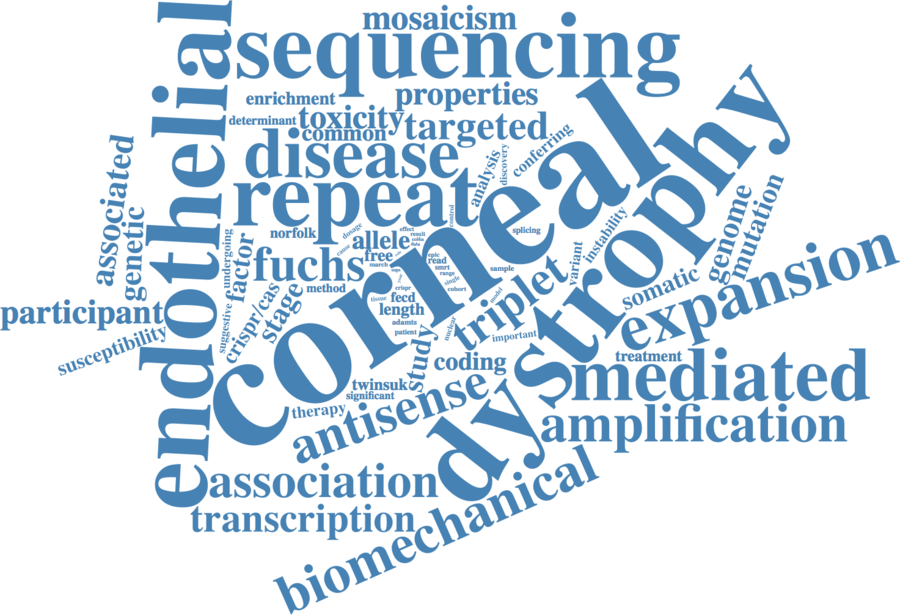 mosaicism
sequencing
endothelial
enrichment
properties
determinant
toxicity
common
targeted
disease
repeat
corneal
dystrophy
associated
genetic
analysis
discovery
conferring
control
splicing
norfolk
dosage
cause
effect
result
allele
free
march
undergoing
factor
fuchs
method
stage
crispr/cas
suggestive
participant
susceptibility
epic
read
smrt
range
single
cohort
sample
crispr
tissue
fecd
length
adamts
patient
model
nuclear
important
triplet
variant
instability
somatic
genome
mutation
expansion
study
coding
twinsuk
significant
therapy
antisense
treatment
mediated
amplification
association
transcription
biomechanical